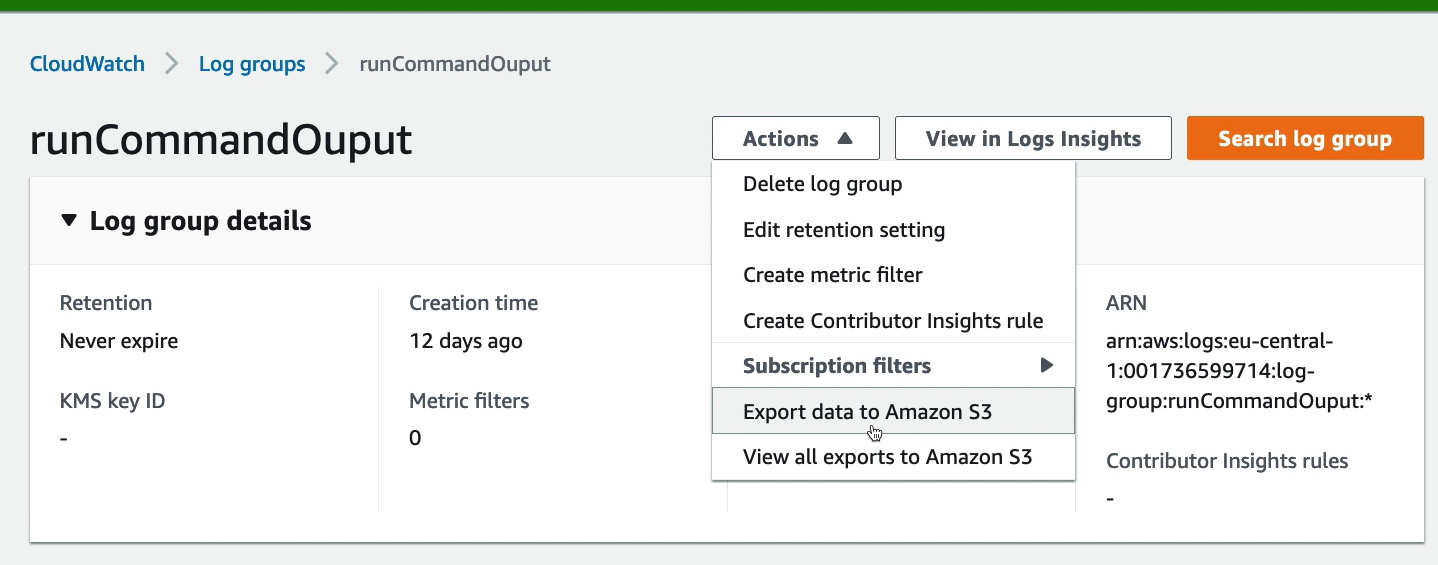 CloudWatch > Log groups > runCommandOuput
runCommandOuput
Actions
View in Logs Insights
Search log group
Delete log group
Edit retention setting
Create metric filter
Create Contributor Insights rule
Subscription filters
Export data to Amazon S3
View all exports to Amazon S3
Log group details
Retention
Never expire
KMS key ID
-
Creation time
12 days ago
Metric filters
0
ARN
arn:aws:logs:eu-central-
1:001736599714:log-
group:runCommandOuput:*
Contributor Insights rules
-